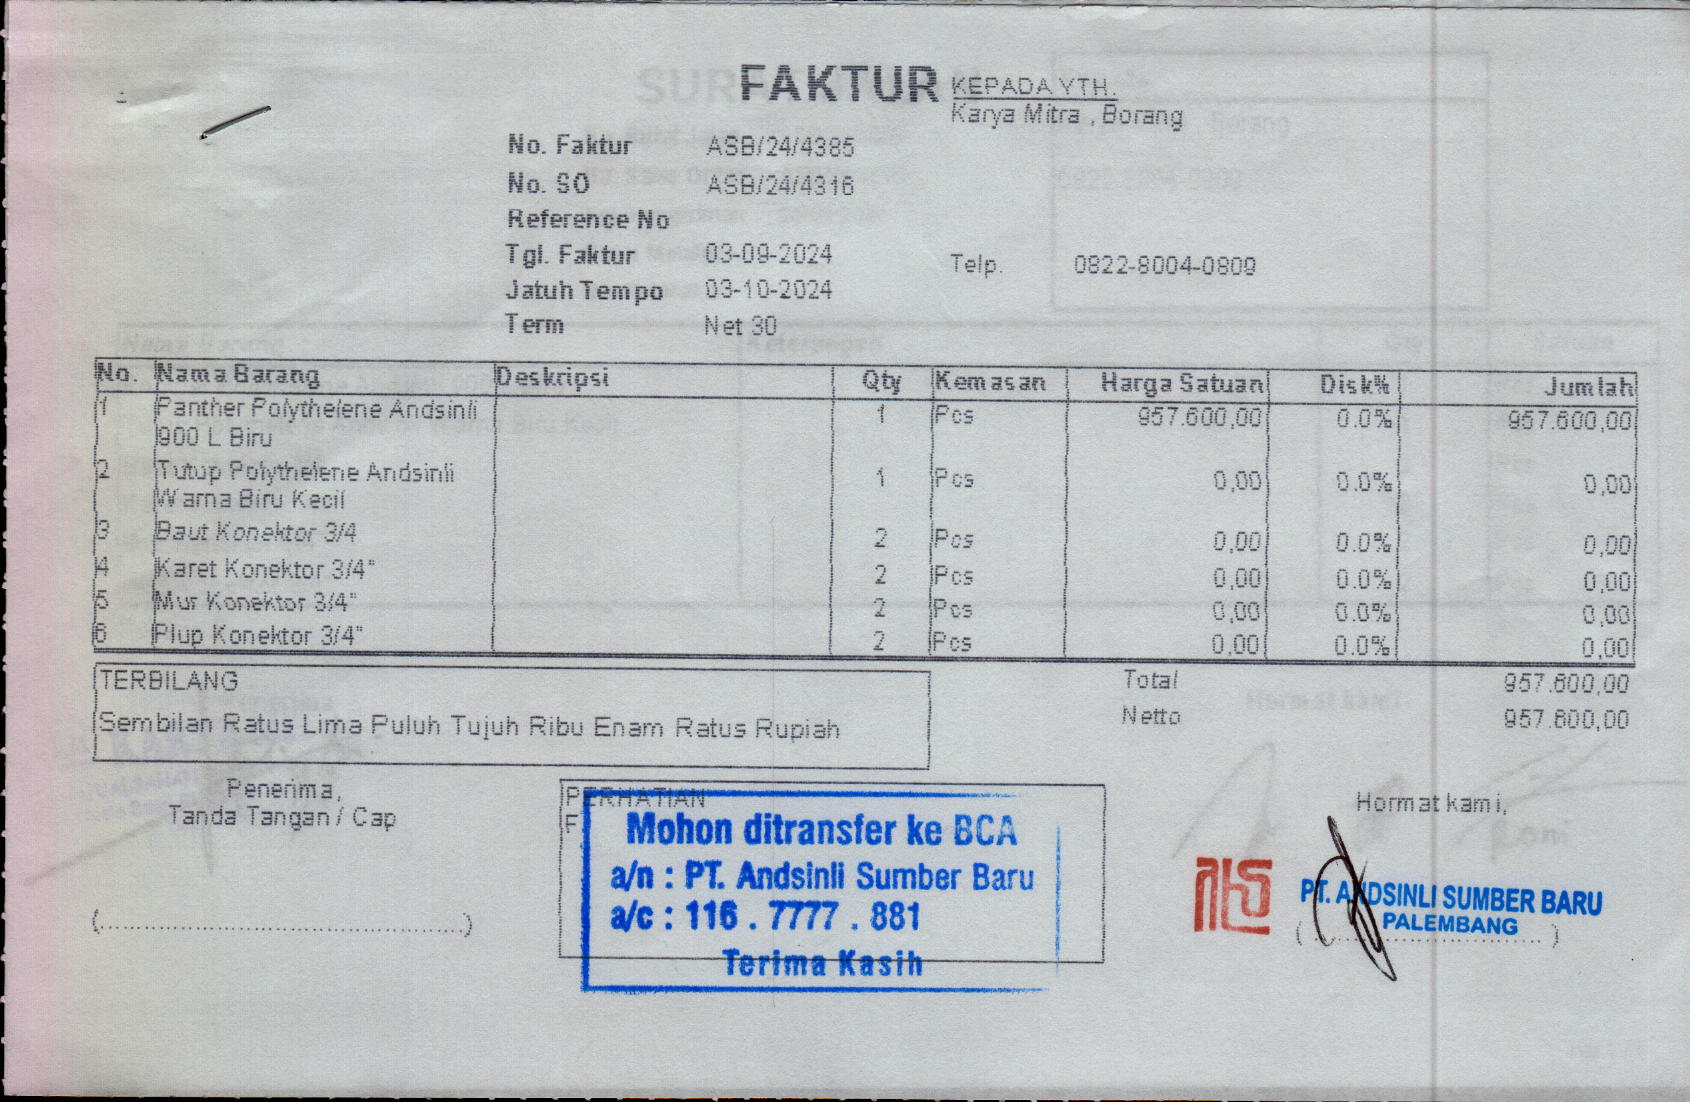 FAKTUR
KEPADA YTH.
Karya Mitra , Borang
No. Faktur ASB/24/4385
No. SO ASB/24/4316
Reference No
Tgl. Faktur 03-09-2024
Telp. 0822-8004-0809
Jatuh Tempo 03-10-2024
Term Net 30
No. Nama Barang Deskripsi Qty Kemasan Harga Satuan Disk% Jumlah
1 Panther Polythelene Andsinli 1 Pcs 957.600,00 0.0% 957.600,00
900 L Biru
2 Tutup Polythelene Andsinli 1 Pcs 0,00 0.0% 0,00
Warna Biru Kecil
3 Baut Konektor 3/4 2 Pcs 0,00 0.0% 0,00
4 Karet Konektor 3/4" 2 Pcs 0,00 0.0% 0,00
5 Mur Konektor 3/4" 2 Pcs 0,00 0.0% 0,00
6 Plup Konektor 3/4" 2 Pcs 0,00 0.0% 0,00
TERBILANG
Sembilan Ratus Lima Puluh Tujuh Ribu Enam Ratus Rupiah
Total 957.600,00
Netto 957.600,00
Penerima,
Tanda Tangan / Cap
(............................................)
PERHATIAN
F
Mohon ditransfer ke BCA
a/n : PT. Andsinli Sumber Baru
a/c : 116 . 7777 . 881
Terima Kasih
Hormat kami,
PT. ANDSINLI SUMBER BARU
PALEMBANG
(............................)